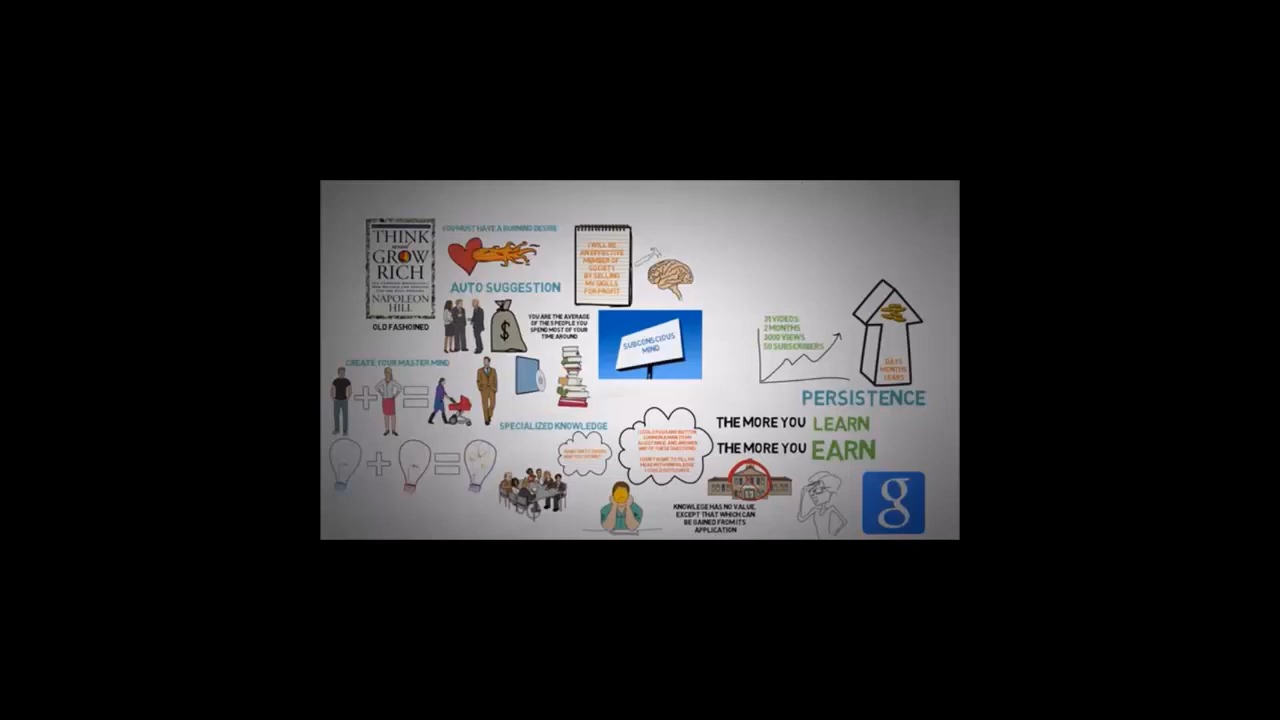 THINK
GROW
RICH
NAPOLEON
HILL
OLD FASHOINED
YOU MUST HAVE A BURNING DESIRE
AUTO SUGGESTION
I WILL BE
AN EFFECTIVE
MEMBER OF
SOCIETY
BY SELLING
MY SKILLS
FOR PROFIT
$
YOU ARE THE AVERAGE
OF THE 5 PEOPLE YOU
SPEND MOST OF YOUR
TIME AROUND
SUBCONSCIOUS
MIND
CREATE YOUR MASTER MIND
+ =
+ =
SPECIALIZED KNOWLEDGE
21 VIDEOS
2 MONTHS
3000 VIEWS
50 SUBSCRIBERS
DAYS
MONTHS
YEARS
PERSISTENCE
THE MORE YOU LEARN
THE MORE YOU EARN
KNOWLEGE HAS NO VALUE,
EXCEPT THAT WHICH CAN
BE GAINED FROM ITS
APPLICATION
g